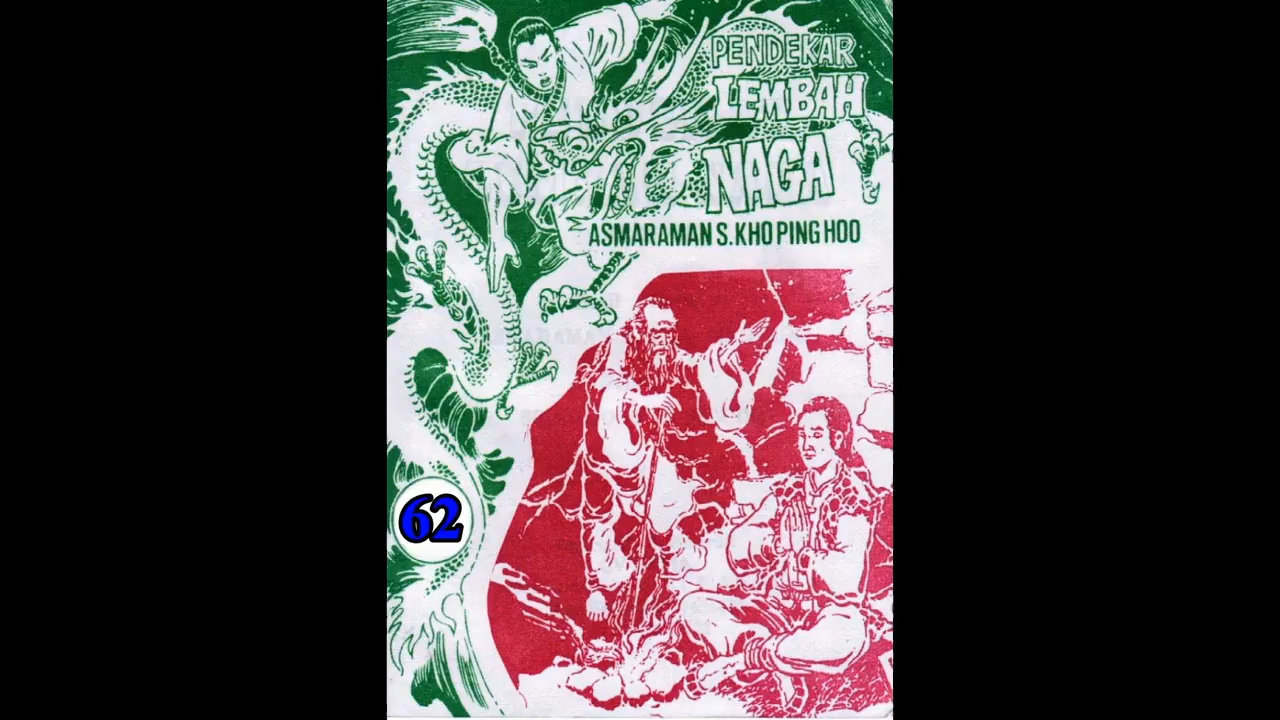 PENDEKAR
LEMBAH
NAGA
ASMARAMAN S. KHO PING HOO
62